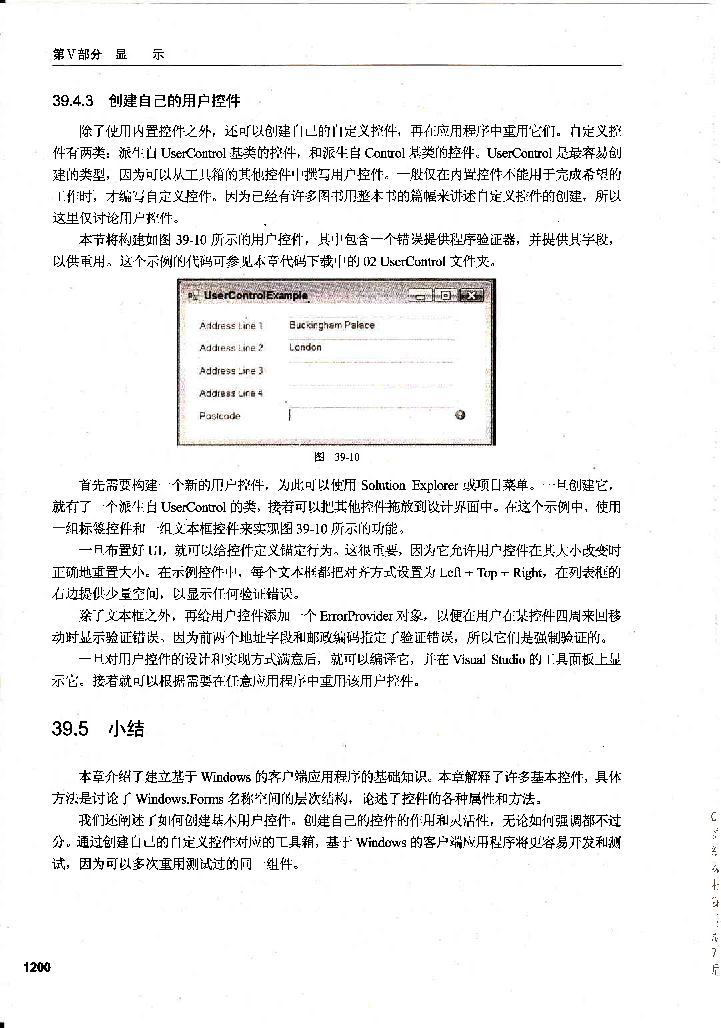 第Ⅴ部分 显 示
39.4.3 创建自己的用户控件
除了使用内置控件之外，还可以创建自己的自定义控件，再在应用程序中重用它们。自定义控
件有两类：派生自 UserControl 基类的控件，和派生自 Control 基类的控件。UserControl 是最容易创
建的类型，因为可以从工具箱的其他控件中撰写用户控件。一般仅在内置控件不能用于完成希望的
工作时，才编写自定义控件。因为已经有许多图书用整本书的篇幅来讲述自定义控件的创建，所以
这里仅讨论用户控件。
本节将构建如图 39-10 所示的用户控件，其中包含一个错误提供程序验证器，并提供其字段，
以供重用。这个示例的代码可参见本章代码下载中的 02 UserControl 文件夹。
UserControlExample
Address Line 1 Buckingham Palace
Address Line 2 London
Address Line 3
Address Line 4
Postcode
图 39-10
首先需要构建一个新的用户控件，为此可以使用 Solution Explorer 或项目菜单。一旦创建它，
就有了一个派生自 UserControl 的类，接着可以把其他控件拖放到设计界面中。在这个示例中，使用
一组标签控件和一组文本框控件来实现图 39-10 所示的功能。
一旦布置好 UI，就可以给控件定义锚定行为。这很重要，因为它允许用户控件在其大小改变时
正确地重置大小。在示例控件中，每个文本框都把对齐方式设置为 Left + Top + Right，在列表框的
右边提供少量空间，以显示任何验证错误。
除了文本框之外，再给用户控件添加一个 ErrorProvider 对象，以便在用户在某控件四周来回移
动时显示验证错误。因为前两个地址字段和邮政编码指定了验证错误，所以它们是强制验证的。
一旦对用户控件的设计和实现方式满意后，就可以编译它，并在 Visual Studio 的工具面板上显
示它。接着就可以根据需要在任意应用程序中重用该用户控件。
39.5 小结
本章介绍了建立基于 Windows 的客户端应用程序的基础知识。本章解释了许多基本控件，具体
方法是讨论了 Windows.Forms 名称空间的层次结构，论述了控件的各种属性和方法。
我们还阐述了如何创建基本用户控件。创建自己的控件的作用和灵活性，无论如何强调都不过
分。通过创建自己的自定义控件对应的工具箱，基于 Windows 的客户端应用程序将更容易开发和测
试，因为可以多次重用测试过的同一组件。
1200